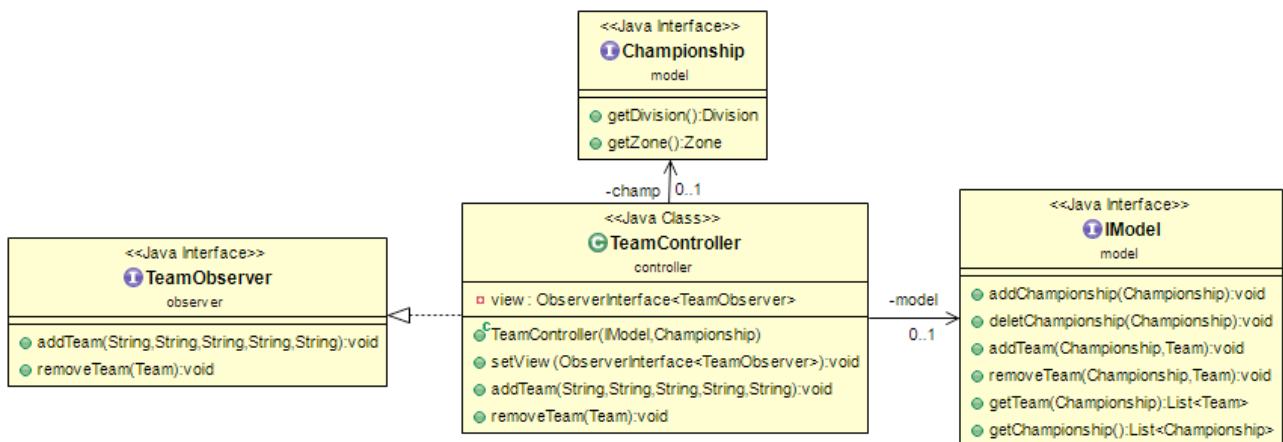 <<Java Interface>>
Championship
model
getDivision():Division
getZone():Zone
-champ 0..1
<<Java Class>>
TeamController
controller
view : ObserverInterface<TeamObserver>
TeamController(IModel,Championship)
setView(ObserverInterface<TeamObserver>):void
addTeam(String,String,String,String,String):void
removeTeam(Team):void
<<Java Interface>>
TeamObserver
observer
addTeam(String,String,String,String,String):void
removeTeam(Team):void
-model
0..1
<<Java Interface>>
IModel
model
addChampionship(Championship):void
deletChampionship(Championship):void
addTeam(Championship,Team):void
removeTeam(Championship,Team):void
getTeam(Championship):List<Team>
getChampionship():List<Championship>